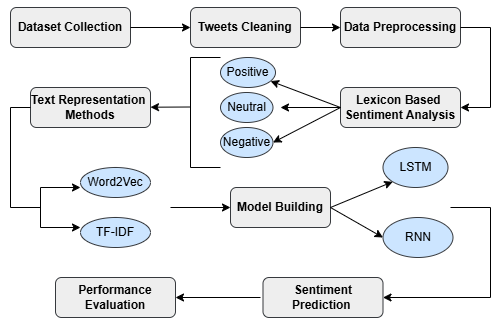 Dataset Collection
Tweets Cleaning
Data Preprocessing
Positive
Neutral
Negative
Lexicon Based
Sentiment Analysis
Text Representation
Methods
Word2Vec
TF-IDF
Model Building
LSTM
RNN
Performance
Evaluation
Sentiment
Prediction